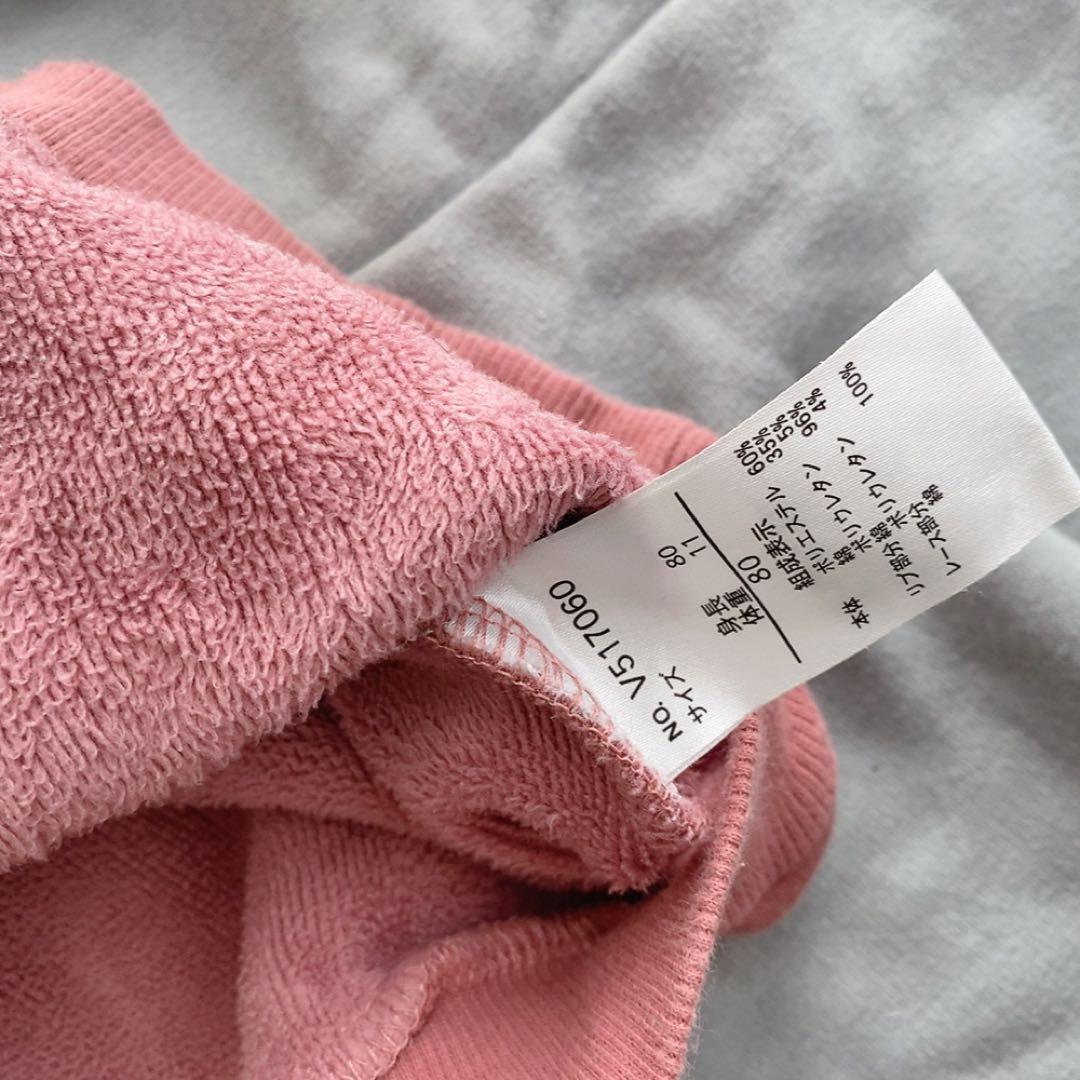 NO. V517060
サイズ
身長 80
体重 11
80
組成表示
本体 ポリエステル 60%
綿 35%
ポリウレタン 5%
リブ部分 綿 96%
ポリウレタン 4%
レース部分 綿 100%